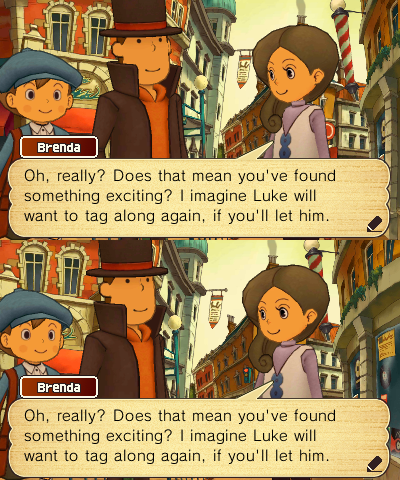 Brenda
Oh, really? Does that mean you've found
something exciting? I imagine Luke will
want to tag along again, if you'll let him.
Brenda
Oh, really? Does that mean you've found
something exciting? I imagine Luke will
want to tag along again, if you'll let him.